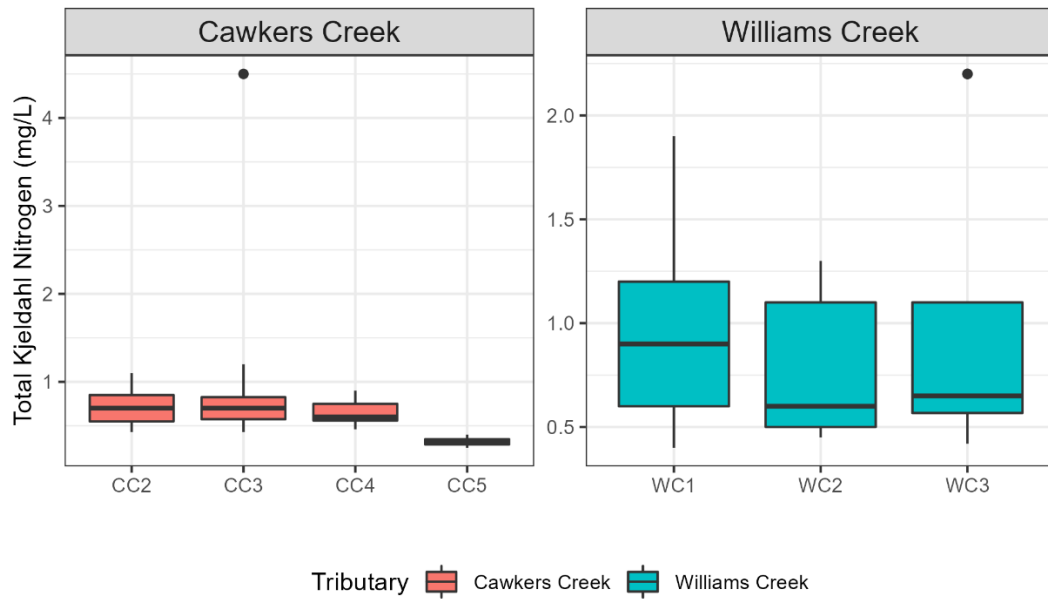 Cawkers Creek
Williams Creek
Total Kjeldahl Nitrogen (mg/L)
4
3
2
1
2.0
1.5
1.0
0.5
CC2 CC3 CC4 CC5
WC1 WC2 WC3
Tributary Cawkers Creek Williams Creek